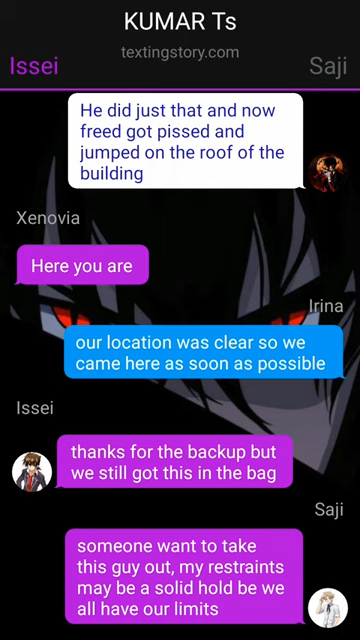 KUMAR Ts
textingstory.com
Issei
Saji
He did just that and now
freed got pissed and
jumped on the roof of the
building
Xenovia
Here you are
Irina
our location was clear so we
came here as soon as possible
Issei
thanks for the backup but
we still got this in the bag
Saji
someone want to take
this guy out, my restraints
may be a solid hold be we
all have our limits